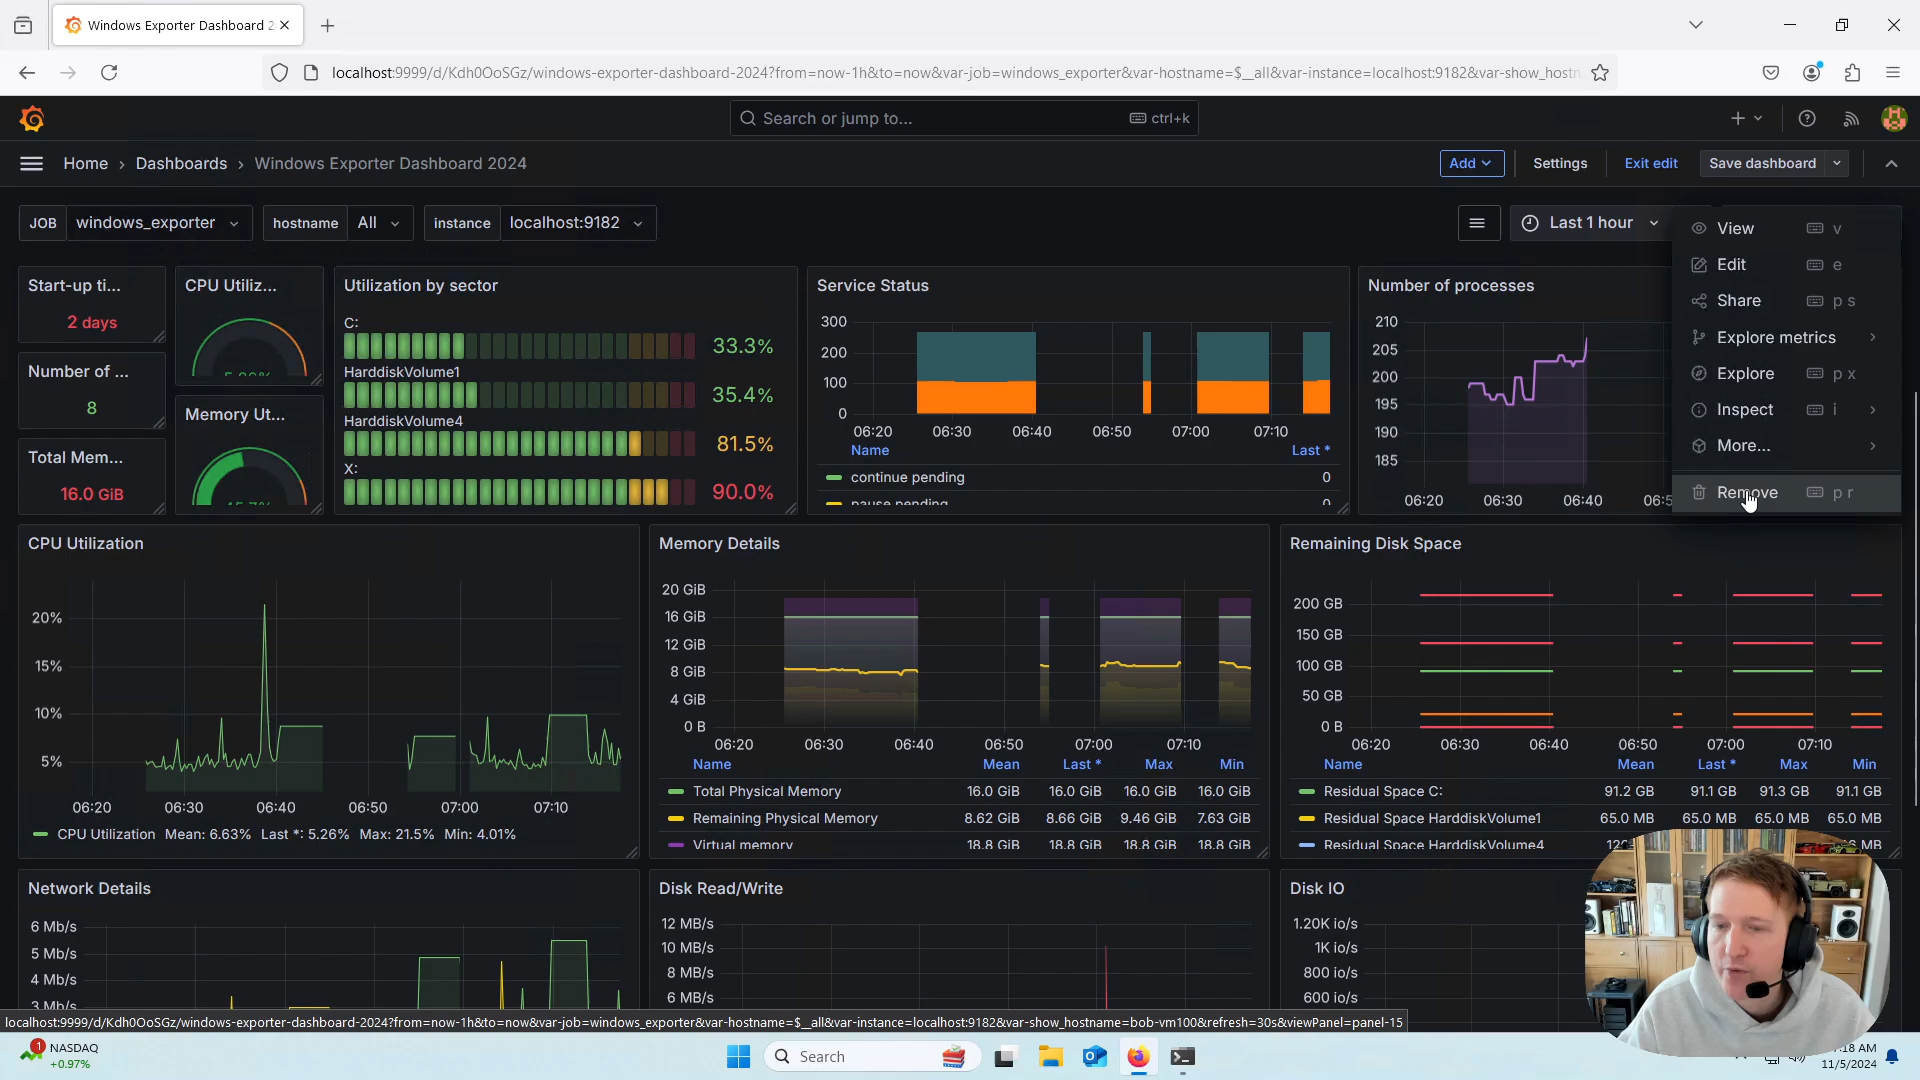 Windows Exporter Dashboard 2
localhost:9999/d/Kdh0OoSGz/windows-exporter-dashboard-2024?from=now-1h&to=now&var-job=windows_exporter&var-hostname=$__all&var-instance=localhost:9182&var-show_hostn
Search or jump to... ctrl+k
Home › Dashboards › Windows Exporter Dashboard 2024
Add Settings Exit edit Save dashboard
JOB windows_exporter hostname All instance localhost:9182 Last 1 hour
View v
Edit e
Share p s
Explore metrics
Explore p x
Inspect i
More...
Remove p r
Start-up ti...
2 days
Number of ...
8
Total Mem...
16.0 GiB
CPU Utiliz...
Memory Ut...
Utilization by sector
C:
33.3%
HarddiskVolume1
35.4%
HarddiskVolume4
81.5%
X:
90.0%
Service Status
300
200
100
0
06:20 06:30 06:40 06:50 07:00 07:10
Name Last *
continue pending 0
pause pending 0
Number of processes
210
205
200
195
190
185
06:20 06:30 06:40 06:5
CPU Utilization
20%
15%
10%
5%
06:20 06:30 06:40 06:50 07:00 07:10
CPU Utilization Mean: 6.63% Last *: 5.26% Max: 21.5% Min: 4.01%
Memory Details
20 GiB
16 GiB
12 GiB
8 GiB
4 GiB
0 B
06:20 06:30 06:40 06:50 07:00 07:10
Name Mean Last * Max Min
Total Physical Memory 16.0 GiB 16.0 GiB 16.0 GiB 16.0 GiB
Remaining Physical Memory 8.62 GiB 8.66 GiB 9.46 GiB 7.63 GiB
Virtual memory 18.8 GiB 18.8 GiB 18.8 GiB 18.8 GiB
Remaining Disk Space
200 GB
150 GB
100 GB
50 GB
0 B
06:20 06:30 06:40 06:50 07:00 07:10
Name Mean Last * Max Min
Residual Space C: 91.2 GB 91.1 GB 91.3 GB 91.1 GB
Residual Space HarddiskVolume1 65.0 MB 65.0 MB 65.0 MB 65.0 MB
Residual Space HarddiskVolume4 MB
Network Details
6 Mb/s
5 Mb/s
4 Mb/s
3 Mb/s
Disk Read/Write
12 MB/s
10 MB/s
8 MB/s
6 MB/s
Disk IO
1.20K io/s
1K io/s
800 io/s
600 io/s
localhost:9999/d/Kdh0OoSGz/windows-exporter-dashboard-2024?from=now-1h&to=now&var-job=windows_exporter&var-hostname=$__all&var-instance=localhost:9182&var-show_hostname=bob-vm100&refresh=30s&viewPanel=panel-15
1 NASDAQ
+0.97%
Search
:18 AM
11/5/2024